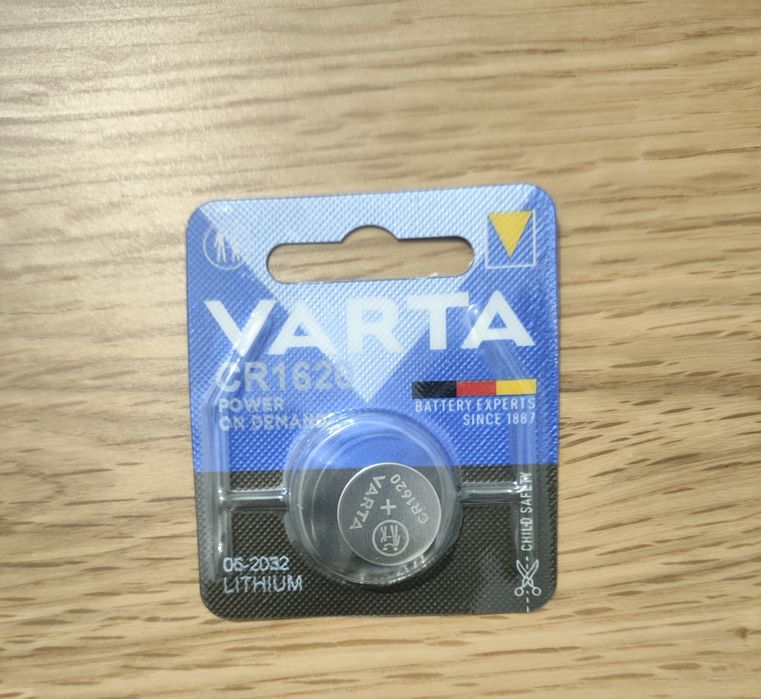 VARTA
CR1620
POWER
ON DEMAND
BATTERY EXPERTS
SINCE 1887
CHILD SAFETY
CR1620
VARTA
+
06-2032
LITHIUM